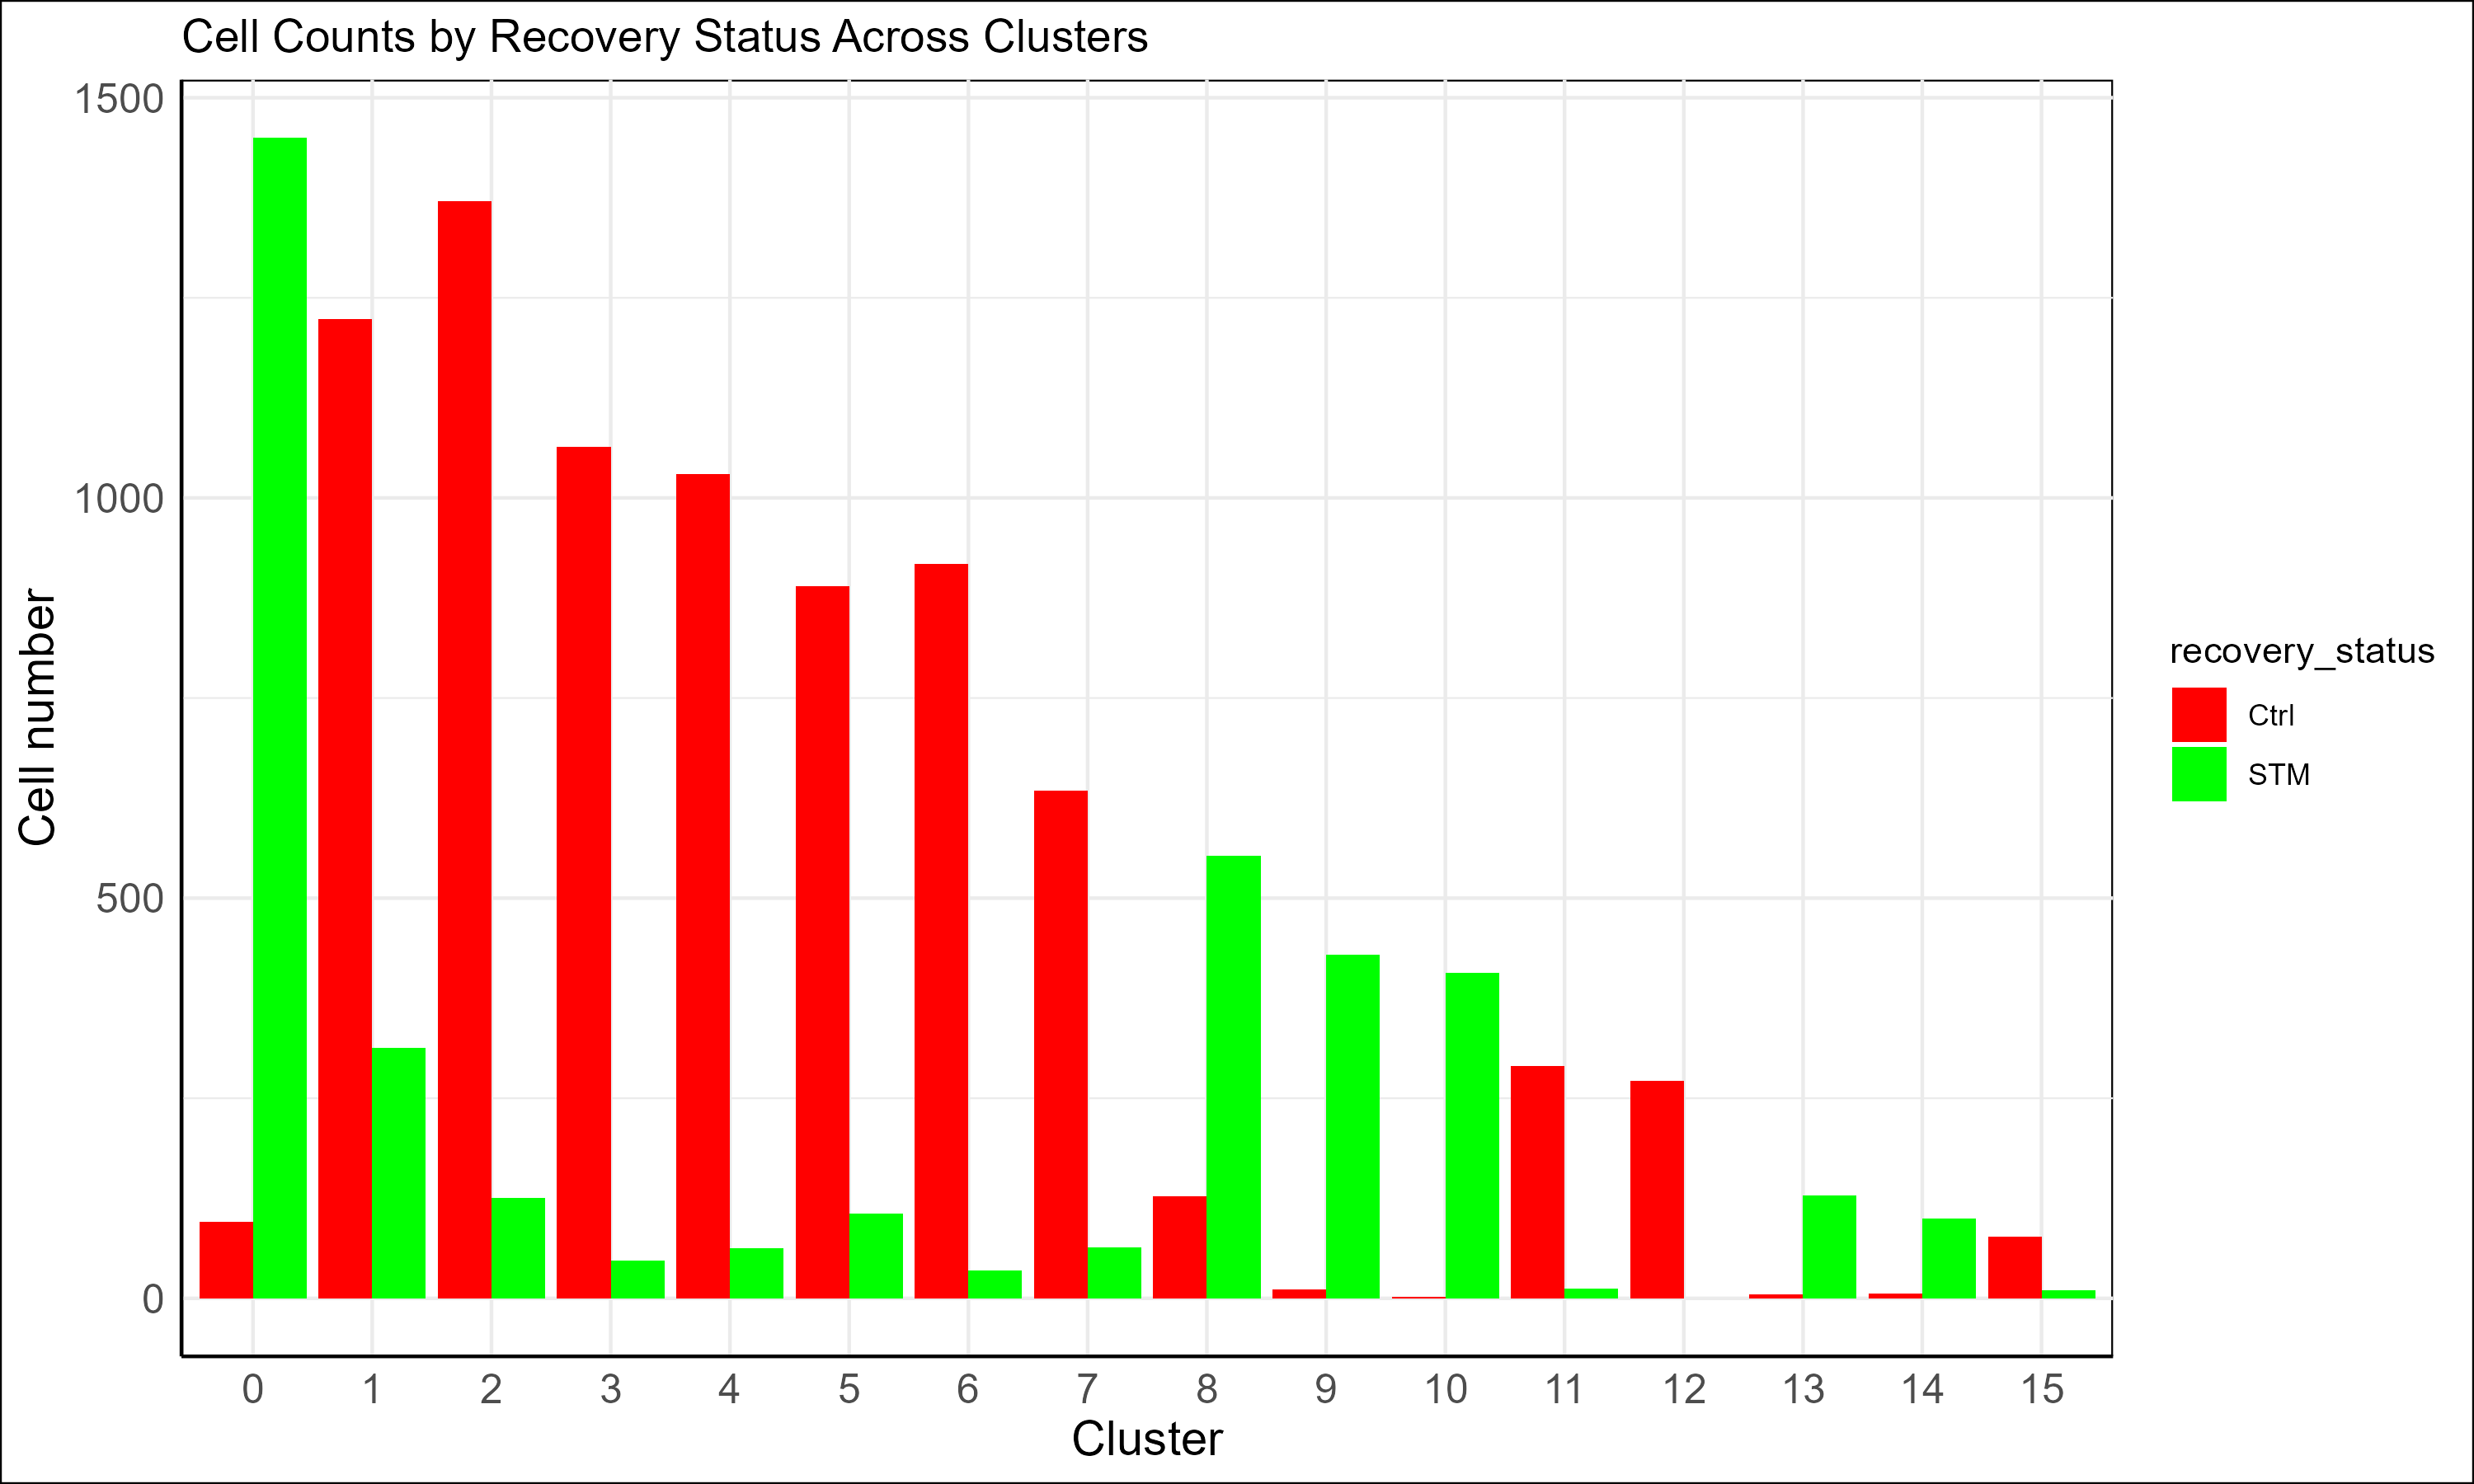 Cell Counts by Recovery Status Across Clusters
Cell number
1500
1000
500
0
0 1 2 3 4 5 6 7 8 9 10 11 12 13 14 15
Cluster
recovery_status
Ctrl
STM